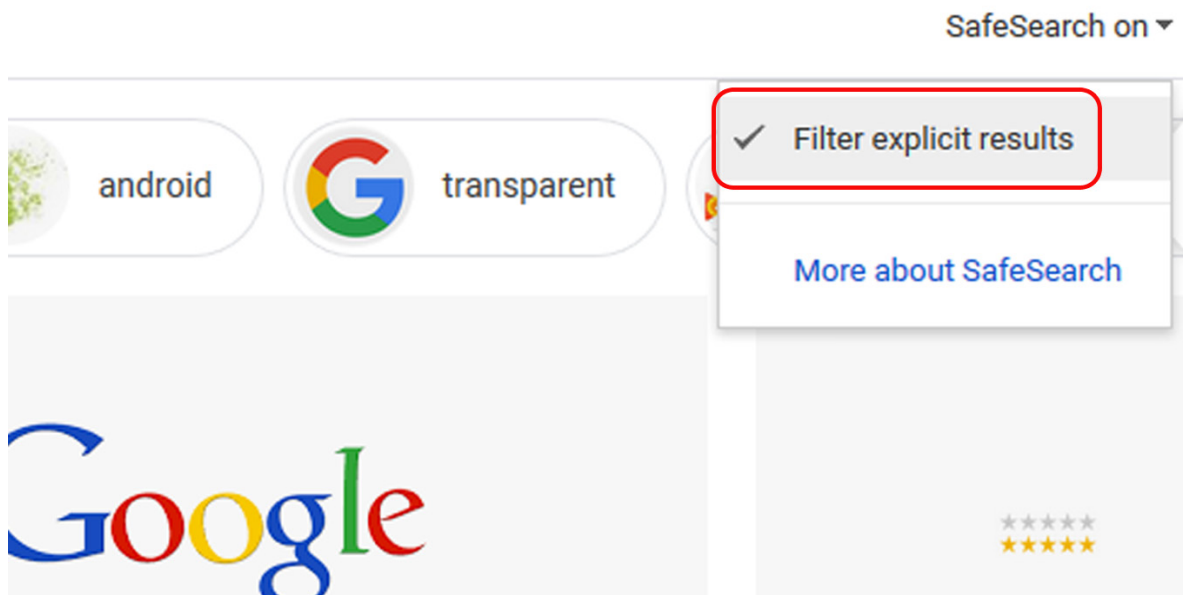 SafeSearch on
Filter explicit results
android
transparent
More about SafeSearch
Google